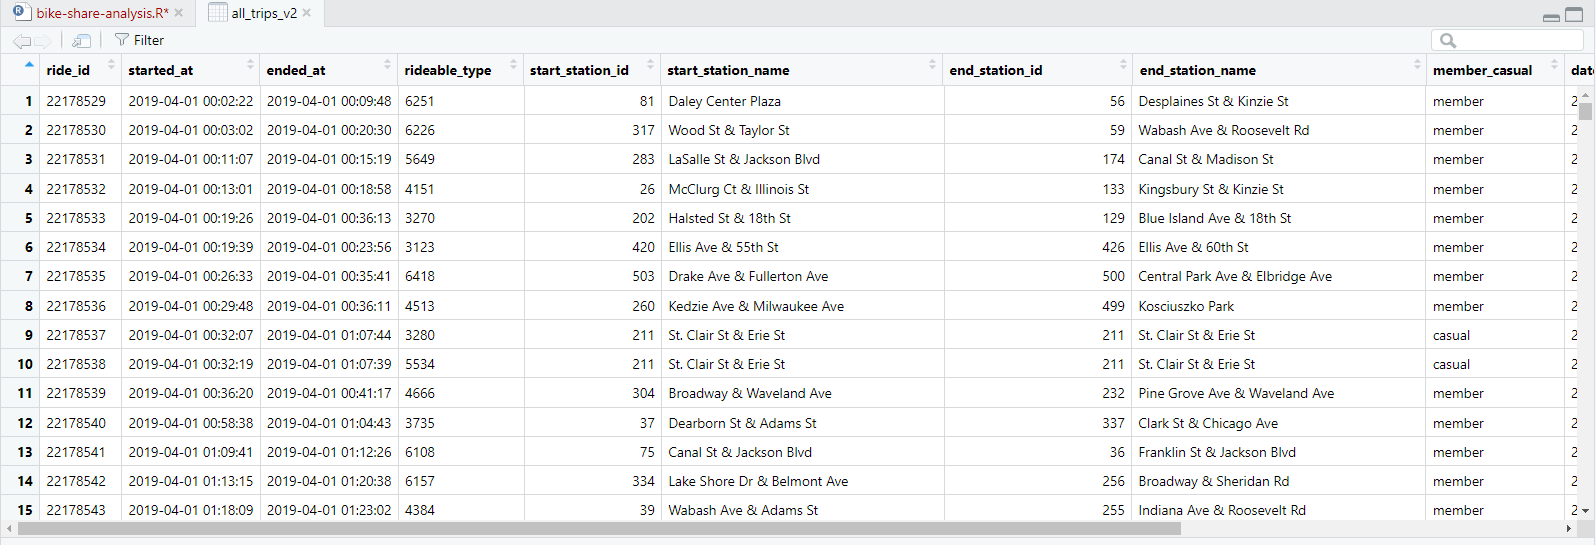 bike-share-analysis.R* all_trips_v2
Filter
ride_id started_at ended_at rideable_type start_station_id start_station_name end_station_id end_station_name member_casual dat
1 22178529 2019-04-01 00:02:22 2019-04-01 00:09:48 6251 81 Daley Center Plaza 56 Desplaines St & Kinzie St member 2
2 22178530 2019-04-01 00:03:02 2019-04-01 00:20:30 6226 317 Wood St & Taylor St 59 Wabash Ave & Roosevelt Rd member 2
3 22178531 2019-04-01 00:11:07 2019-04-01 00:15:19 5649 283 LaSalle St & Jackson Blvd 174 Canal St & Madison St member 2
4 22178532 2019-04-01 00:13:01 2019-04-01 00:18:58 4151 26 McClurg Ct & Illinois St 133 Kingsbury St & Kinzie St member 2
5 22178533 2019-04-01 00:19:26 2019-04-01 00:36:13 3270 202 Halsted St & 18th St 129 Blue Island Ave & 18th St member 2
6 22178534 2019-04-01 00:19:39 2019-04-01 00:23:56 3123 420 Ellis Ave & 55th St 426 Ellis Ave & 60th St member 2
7 22178535 2019-04-01 00:26:33 2019-04-01 00:35:41 6418 503 Drake Ave & Fullerton Ave 500 Central Park Ave & Elbridge Ave member 2
8 22178536 2019-04-01 00:29:48 2019-04-01 00:36:11 4513 260 Kedzie Ave & Milwaukee Ave 499 Kosciuszko Park member 2
9 22178537 2019-04-01 00:32:07 2019-04-01 01:07:44 3280 211 St. Clair St & Erie St 211 St. Clair St & Erie St casual 2
10 22178538 2019-04-01 00:32:19 2019-04-01 01:07:39 5534 211 St. Clair St & Erie St 211 St. Clair St & Erie St casual 2
11 22178539 2019-04-01 00:36:20 2019-04-01 00:41:17 4666 304 Broadway & Waveland Ave 232 Pine Grove Ave & Waveland Ave member 2
12 22178540 2019-04-01 00:58:38 2019-04-01 01:04:43 3735 37 Dearborn St & Adams St 337 Clark St & Chicago Ave member 2
13 22178541 2019-04-01 01:09:41 2019-04-01 01:12:26 6108 75 Canal St & Jackson Blvd 36 Franklin St & Jackson Blvd member 2
14 22178542 2019-04-01 01:13:15 2019-04-01 01:20:38 6157 334 Lake Shore Dr & Belmont Ave 256 Broadway & Sheridan Rd member 2
15 22178543 2019-04-01 01:18:09 2019-04-01 01:23:02 4384 39 Wabash Ave & Adams St 255 Indiana Ave & Roosevelt Rd member 2